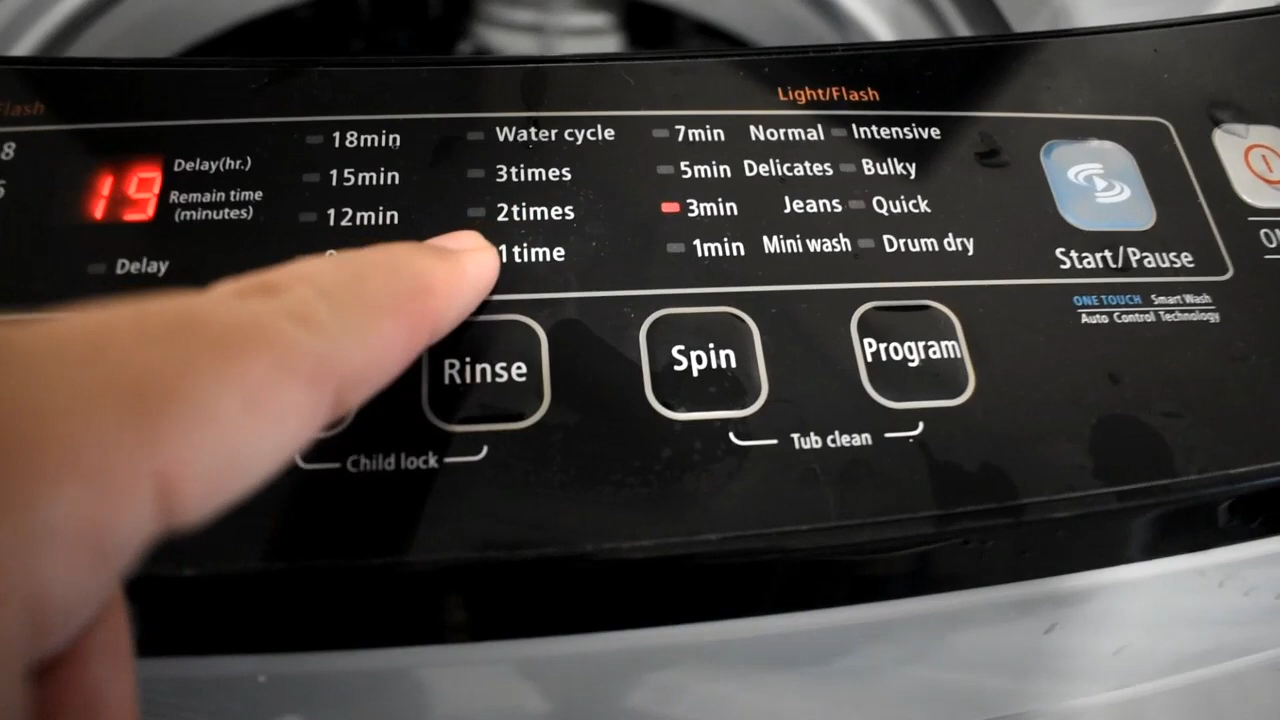 Flash
Light/Flash
8
19
Delay(hr.)
Remain time
(minutes)
Delay
18min
15min
12min
Water cycle
3times
2times
1time
7min
5min
3min
1min
Normal Intensive
Delicates Bulky
Jeans Quick
Mini wash Drum dry
Start/Pause
ONE TOUCH Smart Wash
Auto Control Technology
Rinse
Spin
Program
Child lock
Tub clean